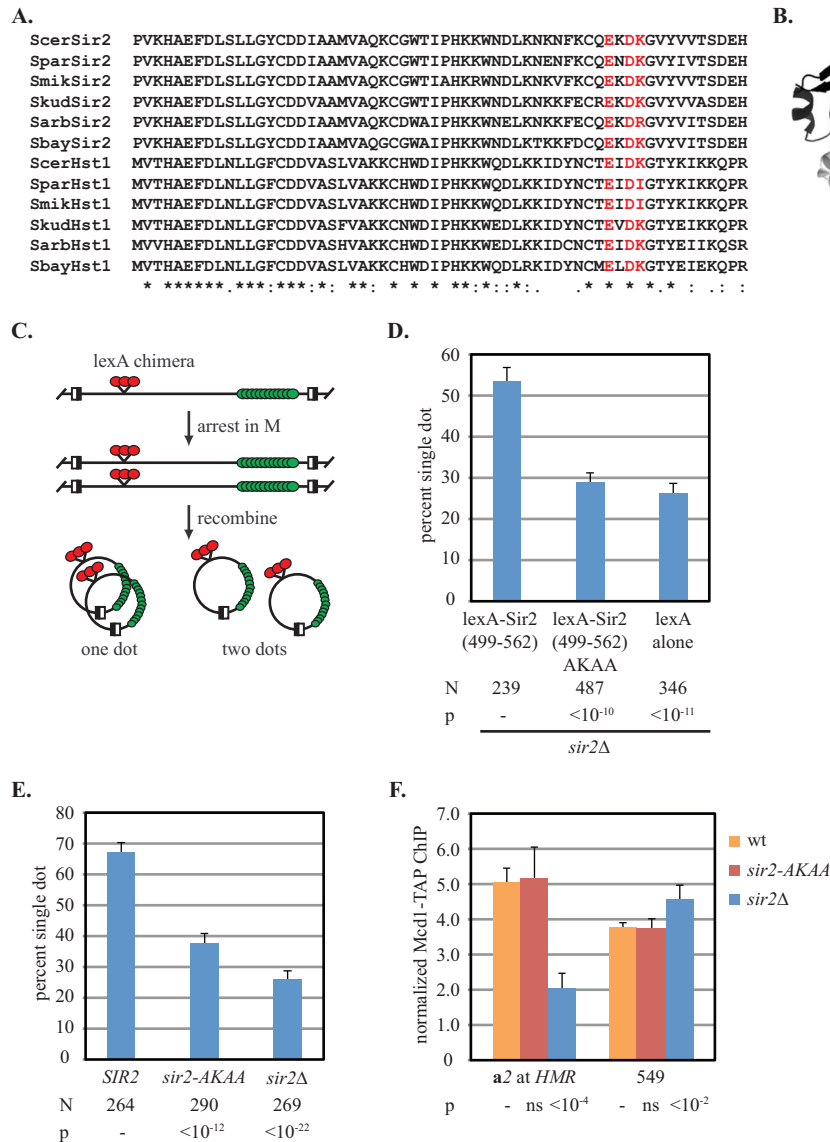 A.
B.
ScerSir2 PVKHAEFDLSLLGYCDDIAAMVAQKCGWTIPHKKWNDLKNKNFKCQEKDKGVYVVTSDEH
SparSir2 PVKHAEFDLSLLGYCDDIAAMVAQKCGWTIPHKKWNDLKNENFKCQEKDKGVYIVTSDEH
SmikSir2 PVKHAEFDLSLLGYCDDIAAMVAQKCGWTIAHKRWNDLKNKNFKCQEKDKGVYVVTSDEH
SkudSir2 PVKHAEFDLSLLGYCDDVAAMVAQKCGWTIPHKKWNDLKNKKFECREKDKGVYVVASDEH
SarbSir2 PVKHAEFDLSLLGYCDDIAAMVAQKCDWAIPHKKWNELKNKKFECQEKDRGVYVVTSDEH
SbaySir2 PVKHAEFDLSLLGYCDDIAAMVAQGCGWAIPHKKWNDLKTKKFDCQEKDKGVYVITSDEH
ScerHst1 MVTHAEFDLNLLGFCDDVASLVAKKCHWDIPHKKWQDLKKIDYNCTEIDKGTYKIKKQPR
SparHst1 MVTHAEFDLNLLGFCDDVASLVAKKCHWDIPHKKWQDLKKIDYNCTEIDIGTYKIKKQPR
SmikHst1 MVTHAEFDLNLLGFCDDVASLVAKKCHWDIPHKKWQDLKKIDYNCTEIDIGTYKIKKQPR
SkudHst1 MVTHAEFDLNLLGFCDDVASFVAKKCNWDIPHKKWEDLKKIDYNCTEVDKGTYEIKKQPR
SarbHst1 MVVHAEFDLNLLGFCDDVASHVAKKCHWDIPHKKWEDLKKIDCNCTEIDKGTYEIIKQSR
SbayHst1 MVTHAEFDLNLLGFCDDVASLVAKKCHWDIPHKKWQDLRKIDYNCMELDKGTYEIEKQPR
* ******.***:***:*: **: * * * ***::**:. .* * * *.* : .: :
C.
lexA chimera
arrest in M
recombine
one dot two dots
D.
percent single dot
60
50
40
30
20
10
0
lexA-Sir2 (499-562)
lexA-Sir2 (499-562) AKAA
lexA alone
N 239 487 346
p - <10⁻¹⁰ <10⁻¹¹
sir2Δ
E.
percent single dot
80
70
60
50
40
30
20
10
0
SIR2 sir2-AKAA sir2Δ
N 264 290 269
p - <10⁻¹² <10⁻²²
F.
normalized Mcd1-TAP ChIP
7.0
6.0
5.0
4.0
3.0
2.0
1.0
0.0
wt
sir2-AKAA
sir2Δ
a2 at HMR 549
p - ns <10⁻⁴ - ns <10⁻²